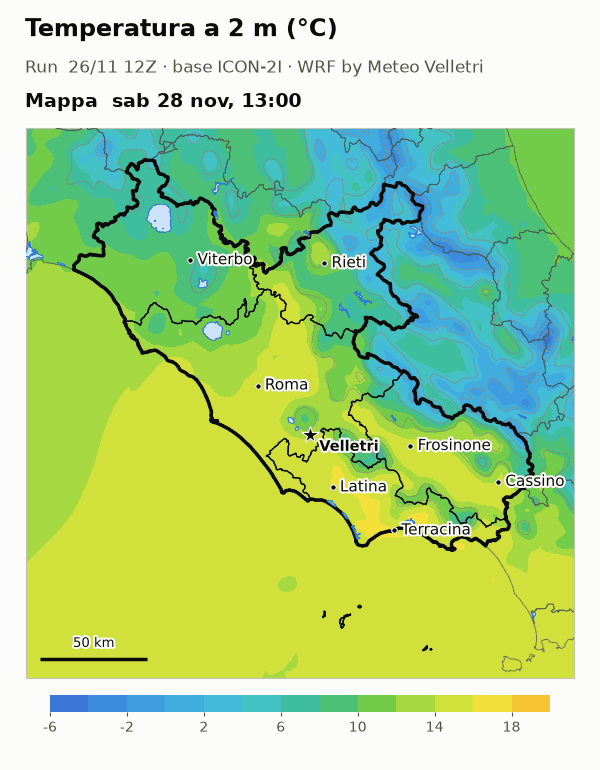 Temperatura a 2 m (°C)
Run 26/11 12Z · base ICON-2I · WRF by Meteo Velletri
Mappa sab 28 nov, 13:00
Viterbo
Rieti
Roma
Velletri
Frosinone
Cassino
Latina
Terracina
50 km
-6 -2 2 6 10 14 18